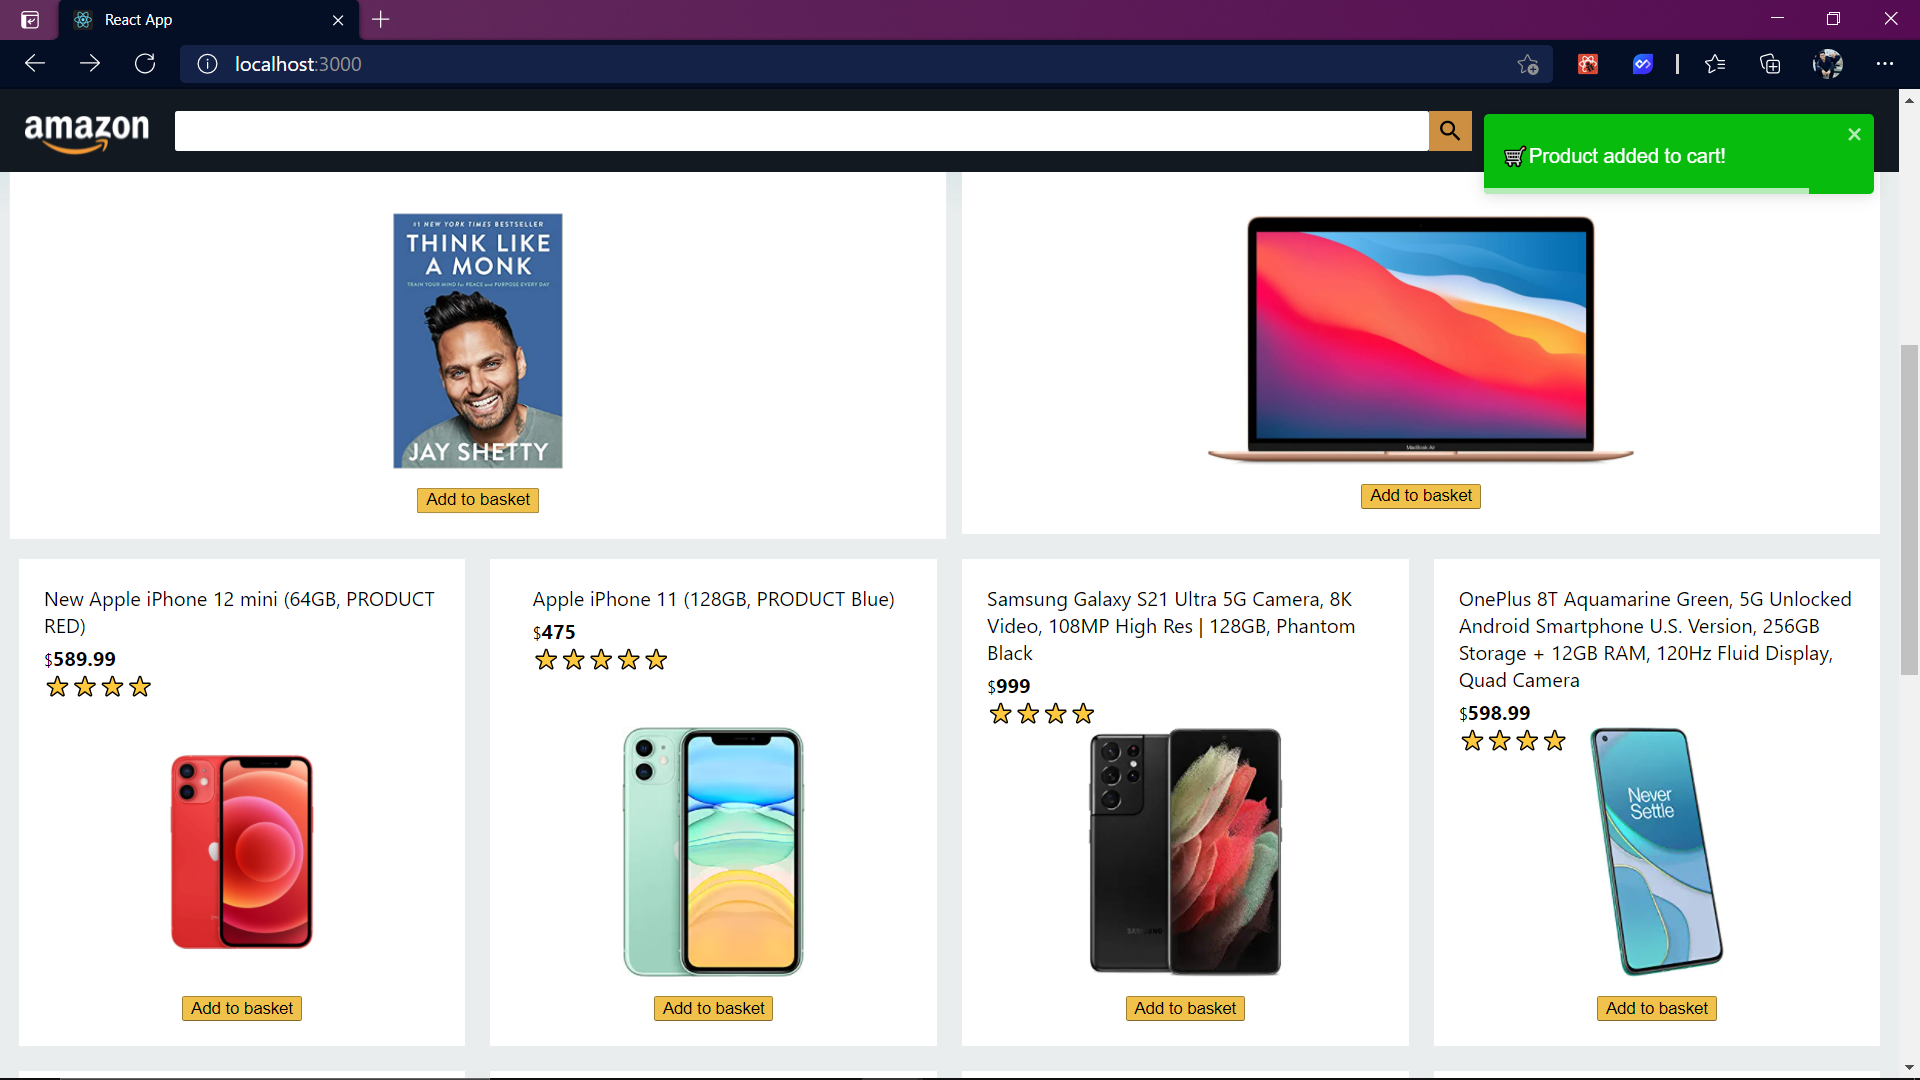 React App
localhost:3000
amazon
🛒Product added to cart!
#1 NEW YORK TIMES BESTSELLER
THINK LIKE
A MONK
TRAIN YOUR MIND for PEACE and PURPOSE EVERY DAY
JAY SHETTY
MacBook Air
Add to basket
Add to basket
New Apple iPhone 12 mini (64GB, PRODUCT
RED)
$589.99
Apple iPhone 11 (128GB, PRODUCT Blue)
$475
Samsung Galaxy S21 Ultra 5G Camera, 8K
Video, 108MP High Res | 128GB, Phantom
Black
$999
SAMSUNG
OnePlus 8T Aquamarine Green, 5G Unlocked
Android Smartphone U.S. Version, 256GB
Storage + 12GB RAM, 120Hz Fluid Display,
Quad Camera
$598.99
Never
Settle
Add to basket
Add to basket
Add to basket
Add to basket